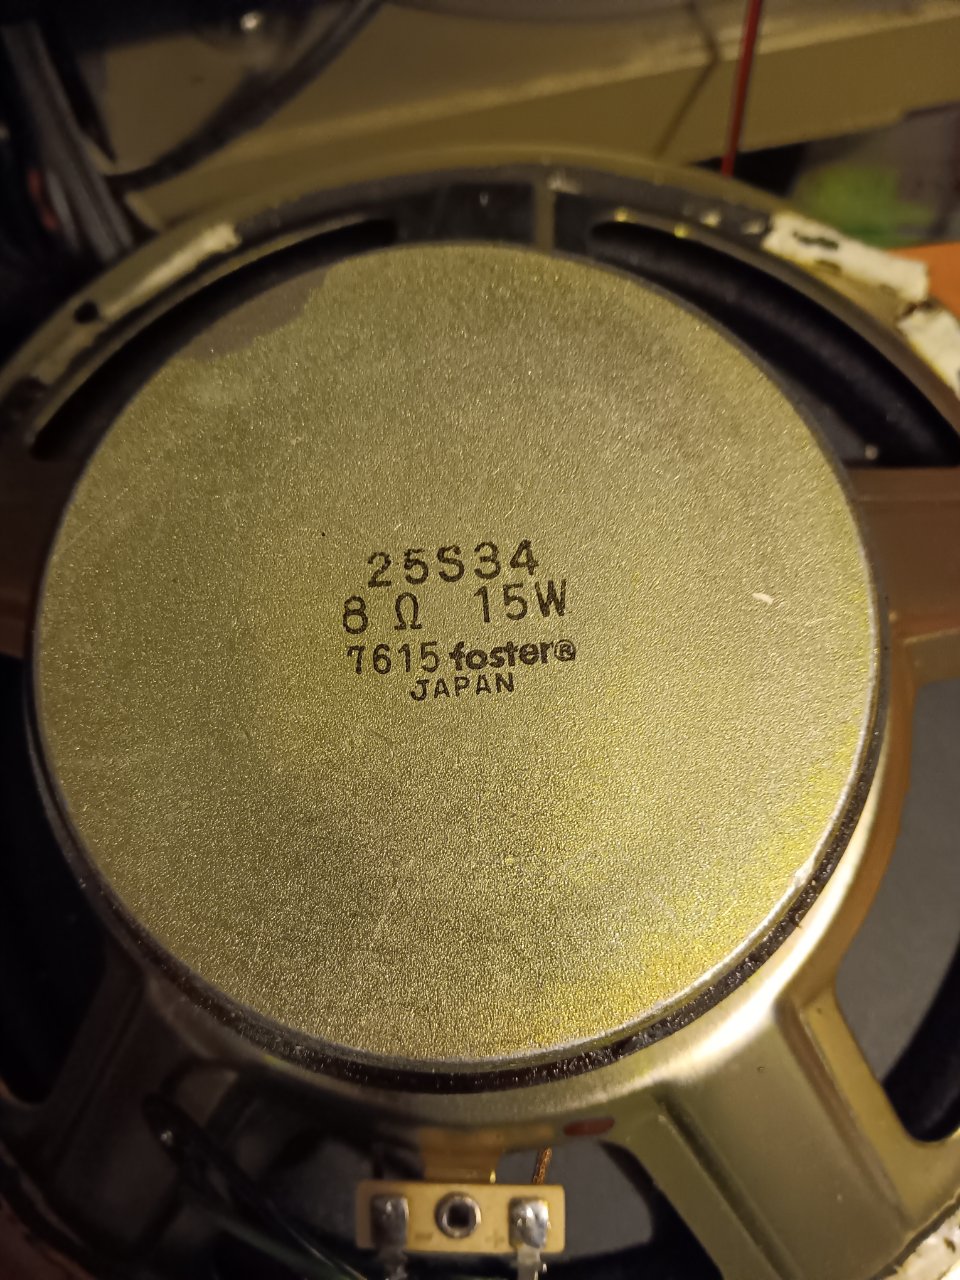 25S34
8 Ω 15W
7615 foster®
JAPAN
- +